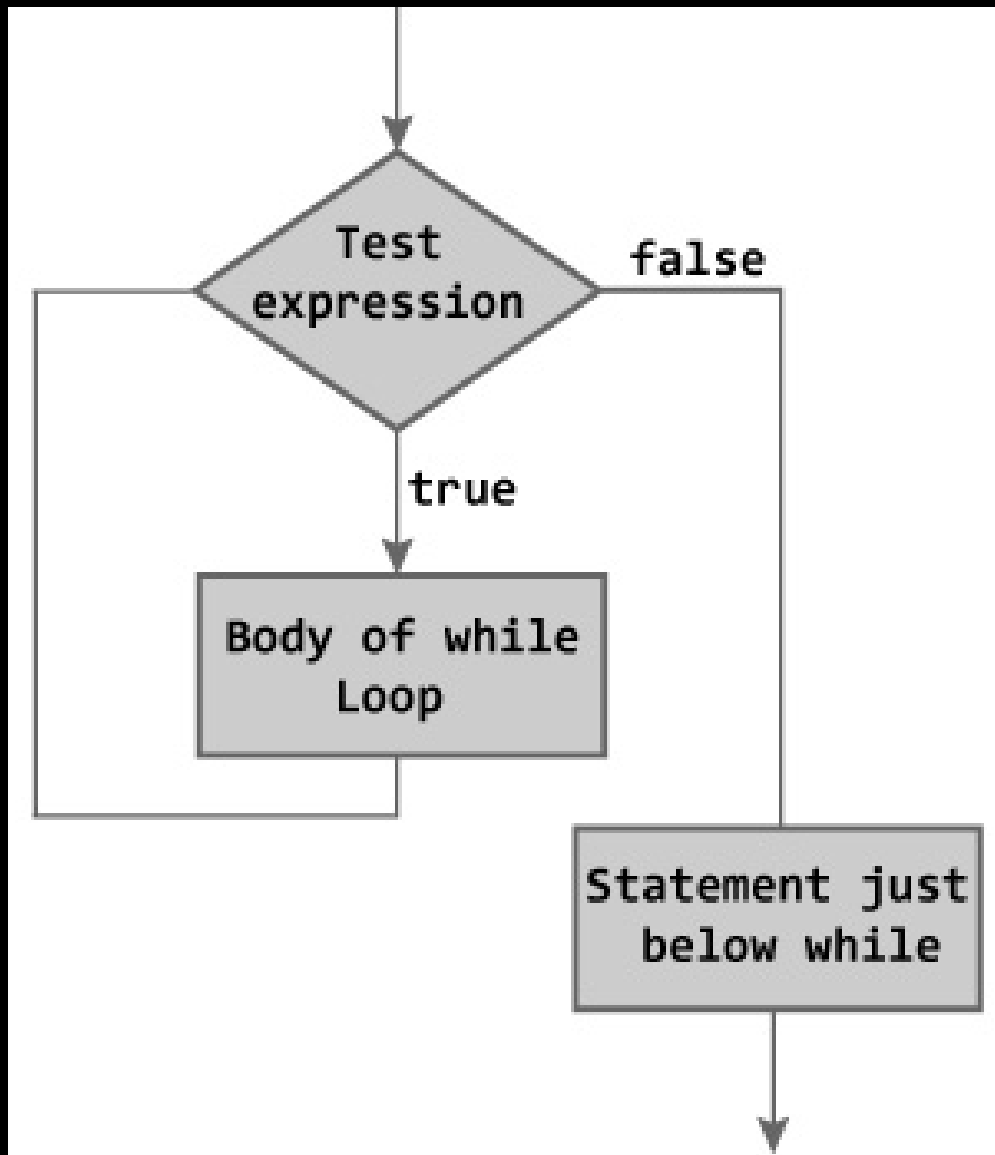 Test
expression
false
true
Body of while
Loop
Statement just
below while